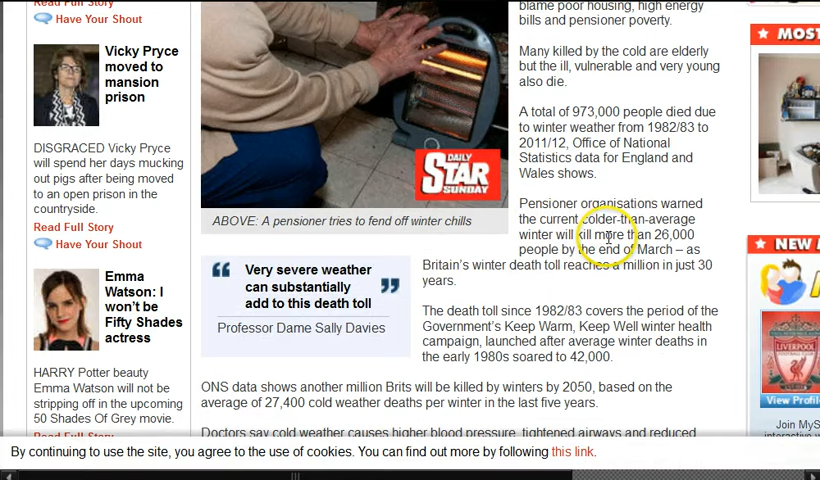 Read Full Story
Have Your Shout
Vicky Pryce
moved to
mansion
prison
DISGRACED Vicky Pryce
will spend her days mucking
out pigs after being moved
to an open prison in the
countryside.
Read Full Story
Have Your Shout
Emma
Watson: I
won't be
Fifty Shades
actress
HARRY Potter beauty
Emma Watson will not be
stripping off in the upcoming
50 Shades Of Grey movie.
DAILY
STAR
SUNDAY
ABOVE: A pensioner tries to fend off winter chills
“ Very severe weather
can substantially
add to this death toll ”
Professor Dame Sally Davies
blame poor housing, high energy
bills and pensioner poverty.
Many killed by the cold are elderly
but the ill, vulnerable and very young
also die.
A total of 973,000 people died due
to winter weather from 1982/83 to
2011/12, Office of National
Statistics data for England and
Wales shows.
Pensioner organisations warned
the current colder-than-average
winter will kill more than 26,000
people by the end of March – as
Britain's winter death toll reaches a million in just 30
years.
The death toll since 1982/83 covers the period of the
Government's Keep Warm, Keep Well winter health
campaign, launched after average winter deaths in
the early 1980s soared to 42,000.
ONS data shows another million Brits will be killed by winters by 2050, based on the
average of 27,400 cold weather deaths per winter in the last five years.
Doctors say cold weather causes higher blood pressure, tightened airways and reduced
MOST
NEW
LIVERPOOL
View Profil
Join MyS
By continuing to use the site, you agree to the use of cookies. You can find out more by following this link.